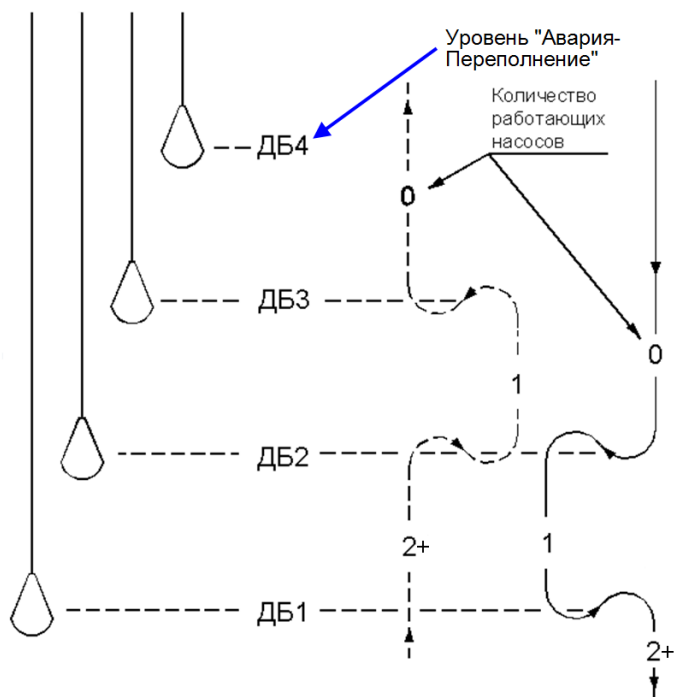 Уровень "Авария-
Переполнение"
Количество
работающих
насосов
ДБ4
0
ДБ3
0
1
ДБ2
2+
1
ДБ1
2+